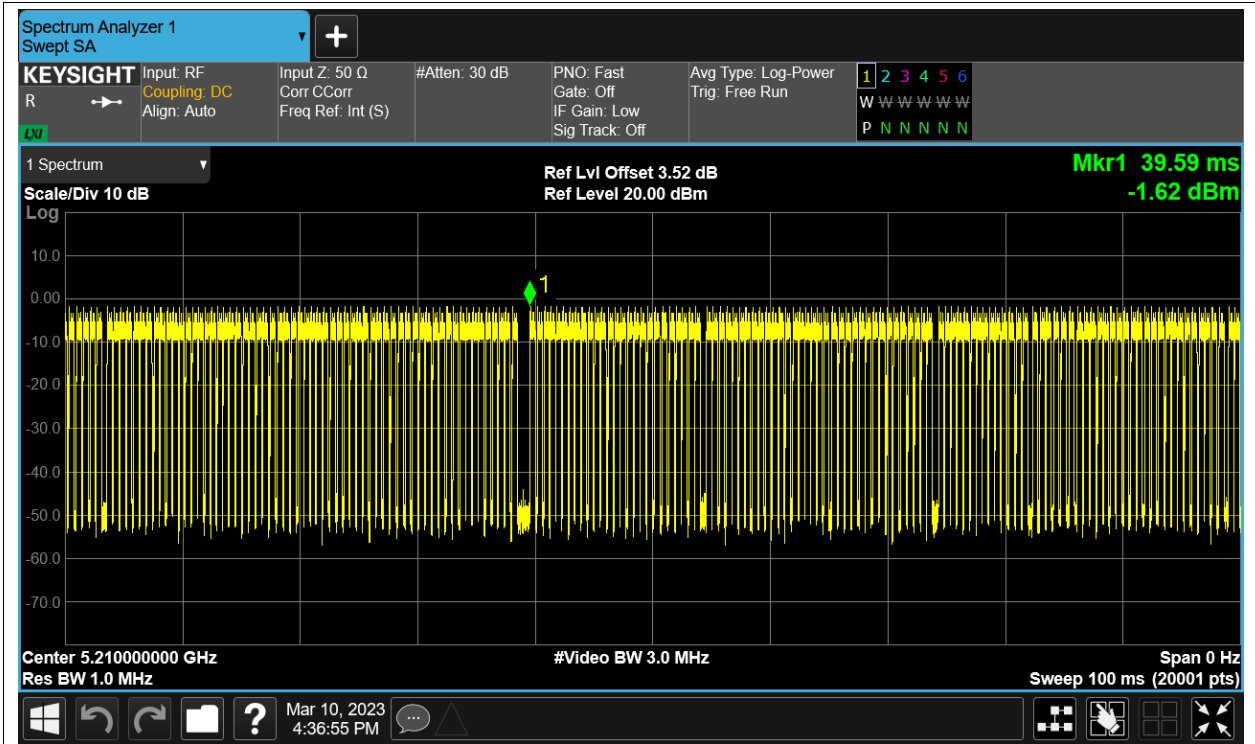 Spectrum Analyzer 1
Swept SA
+
KEYSIGHT
R
LXI
Input: RF
Coupling: DC
Align: Auto
Input Z: 50 Ω
Corr CCorr
Freq Ref: Int (S)
#Atten: 30 dB
PNO: Fast
Gate: Off
IF Gain: Low
Sig Track: Off
Avg Type: Log-Power
Trig: Free Run
1 2 3 4 5 6
W W W W W W
P N N N N N
1 Spectrum
Scale/Div 10 dB
Log
Ref Lvl Offset 3.52 dB
Ref Level 20.00 dBm
Mkr1 39.59 ms
-1.62 dBm
1
10.0
0.00
-10.0
-20.0
-30.0
-40.0
-50.0
-60.0
-70.0
Center 5.210000000 GHz
Res BW 1.0 MHz
#Video BW 3.0 MHz
Span 0 Hz
Sweep 100 ms (20001 pts)
?
Mar 10, 2023
4:36:55 PM